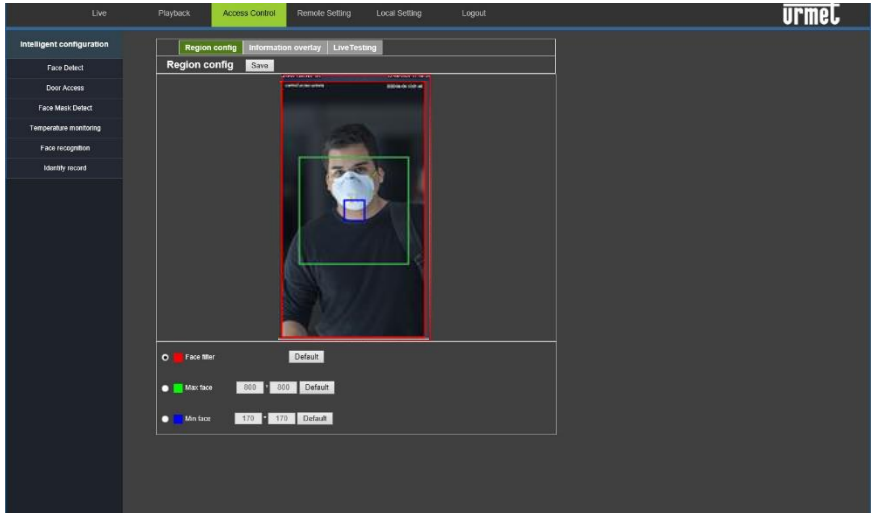 Live Playback Access Control Remote Setting Local Setting Logout urmet
Intelligent configuration
Face Detect
Door Access
Face Mask Detect
Temperature monitoring
Face recognition
Identify record
Region config Information overlay LiveTesting
Region config Save
Face filter Default
Max face 800 * 800 Default
Min face 170 * 170 Default